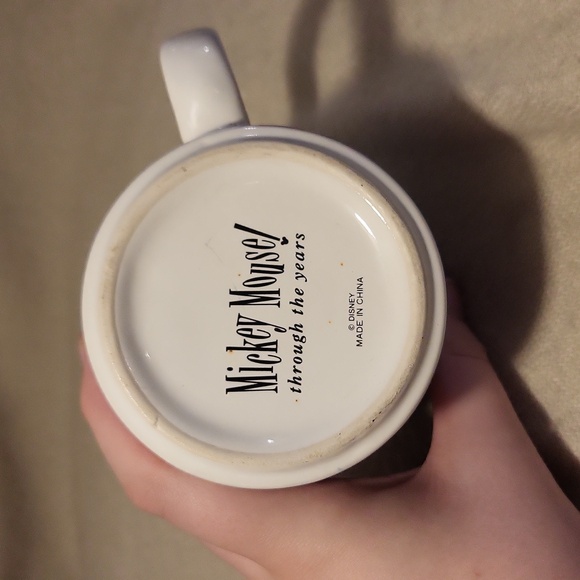 Mickey Mouse!
through the years
© DISNEY
MADE IN CHINA